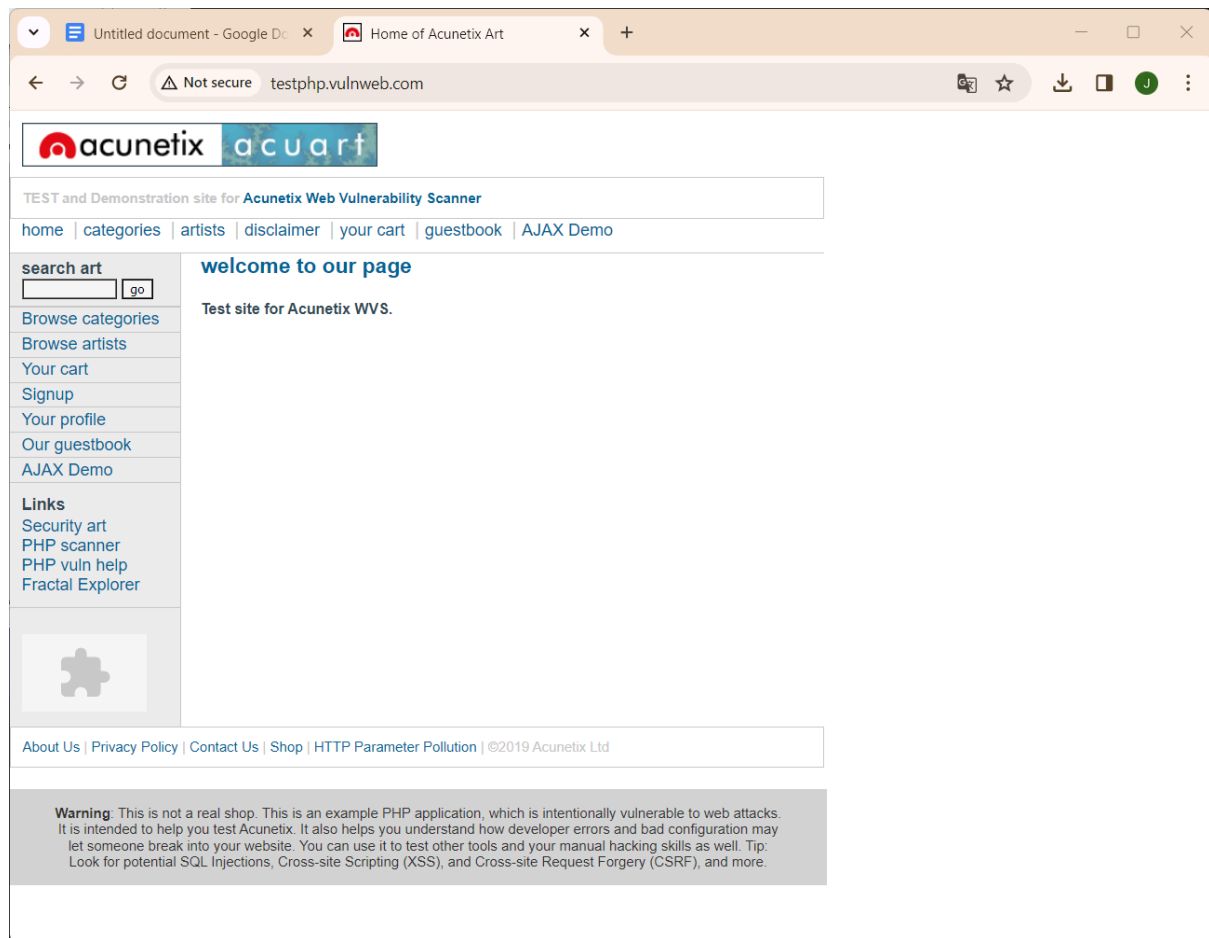 Untitled document - Google Do
Home of Acunetix Art
Not secure testphp.vulnweb.com
J
acunetix acuart
TEST and Demonstration site for Acunetix Web Vulnerability Scanner
home | categories | artists | disclaimer | your cart | guestbook | AJAX Demo
search art
go
Browse categories
Browse artists
Your cart
Signup
Your profile
Our guestbook
AJAX Demo
Links
Security art
PHP scanner
PHP vuln help
Fractal Explorer
welcome to our page
Test site for Acunetix WVS.
About Us | Privacy Policy | Contact Us | Shop | HTTP Parameter Pollution | ©2019 Acunetix Ltd
Warning: This is not a real shop. This is an example PHP application, which is intentionally vulnerable to web attacks.
It is intended to help you test Acunetix. It also helps you understand how developer errors and bad configuration may
let someone break into your website. You can use it to test other tools and your manual hacking skills as well. Tip:
Look for potential SQL Injections, Cross-site Scripting (XSS), and Cross-site Request Forgery (CSRF), and more.